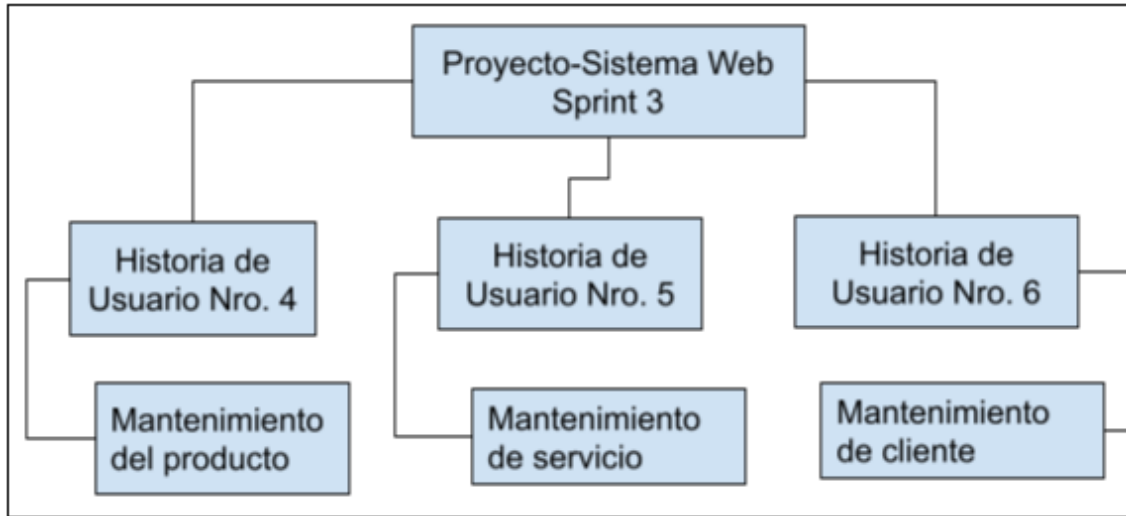 Proyecto-Sistema Web
Sprint 3
Historia de
Usuario Nro. 4
Historia de
Usuario Nro. 5
Historia de
Usuario Nro. 6
Mantenimiento
del producto
Mantenimiento
de servicio
Mantenimiento
de cliente